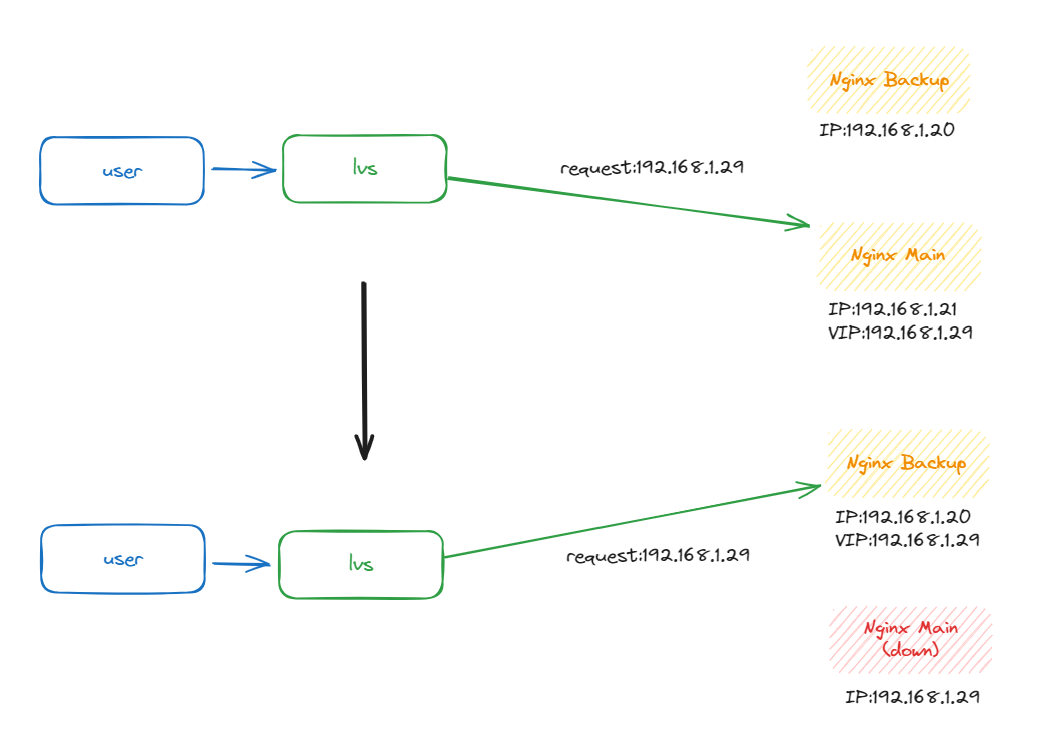 Nginx Backup
IP:192.168.1.20
user
lvs
request:192.168.1.29
Nginx Main
IP:192.168.1.21
VIP:192.168.1.29
Nginx Backup
IP:192.168.1.20
VIP:192.168.1.29
user
lvs
request:192.168.1.29
Nginx Main
(down)
IP:192.168.1.29